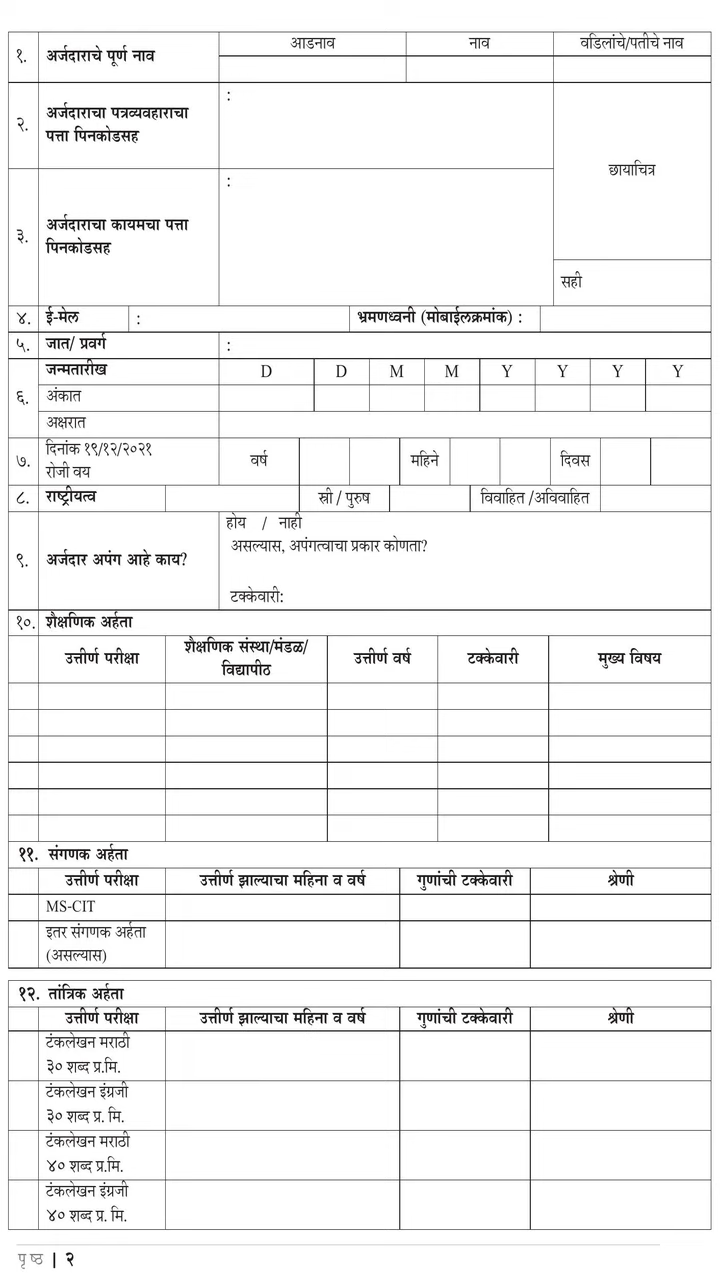 आडनाव नाव वडिलांचे/पतीचे नाव
१. अर्जदाराचे पूर्ण नाव
२. अर्जदाराचा पत्रव्यवहाराचा
पत्ता पिनकोडसह
:
छायाचित्र
३. अर्जदाराचा कायमचा पत्ता
पिनकोडसह
:
सही
४. ई-मेल : भ्रमणध्वनी (मोबाईलक्रमांक) :
५. जात/ प्रवर्ग :
६. जन्मतारीख D D M M Y Y Y Y
अंकात
अक्षरात
७. दिनांक १९/१२/२०२१
रोजी वय
वर्ष महिने दिवस
८. राष्ट्रीयत्व स्त्री / पुरुष विवाहित /अविवाहित
९. अर्जदार अपंग आहे काय?
होय / नाही
असल्यास, अपंगत्वाचा प्रकार कोणता?
टक्केवारी:
१०. शैक्षणिक अर्हता
उत्तीर्ण परीक्षा शैक्षणिक संस्था/मंडळ/
विद्यापीठ
उत्तीर्ण वर्ष टक्केवारी मुख्य विषय
११. संगणक अर्हता
उत्तीर्ण परीक्षा उत्तीर्ण झाल्याचा महिना व वर्ष गुणांची टक्केवारी श्रेणी
MS-CIT
इतर संगणक अर्हता
(असल्यास)
१२. तांत्रिक अर्हता
उत्तीर्ण परीक्षा उत्तीर्ण झाल्याचा महिना व वर्ष गुणांची टक्केवारी श्रेणी
टंकलेखन मराठी
३० शब्द प्र.मि.
टंकलेखन इंग्रजी
३० शब्द प्र. मि.
टंकलेखन मराठी
४० शब्द प्र.मि.
टंकलेखन इंग्रजी
४० शब्द प्र. मि.
पृष्ठ | २